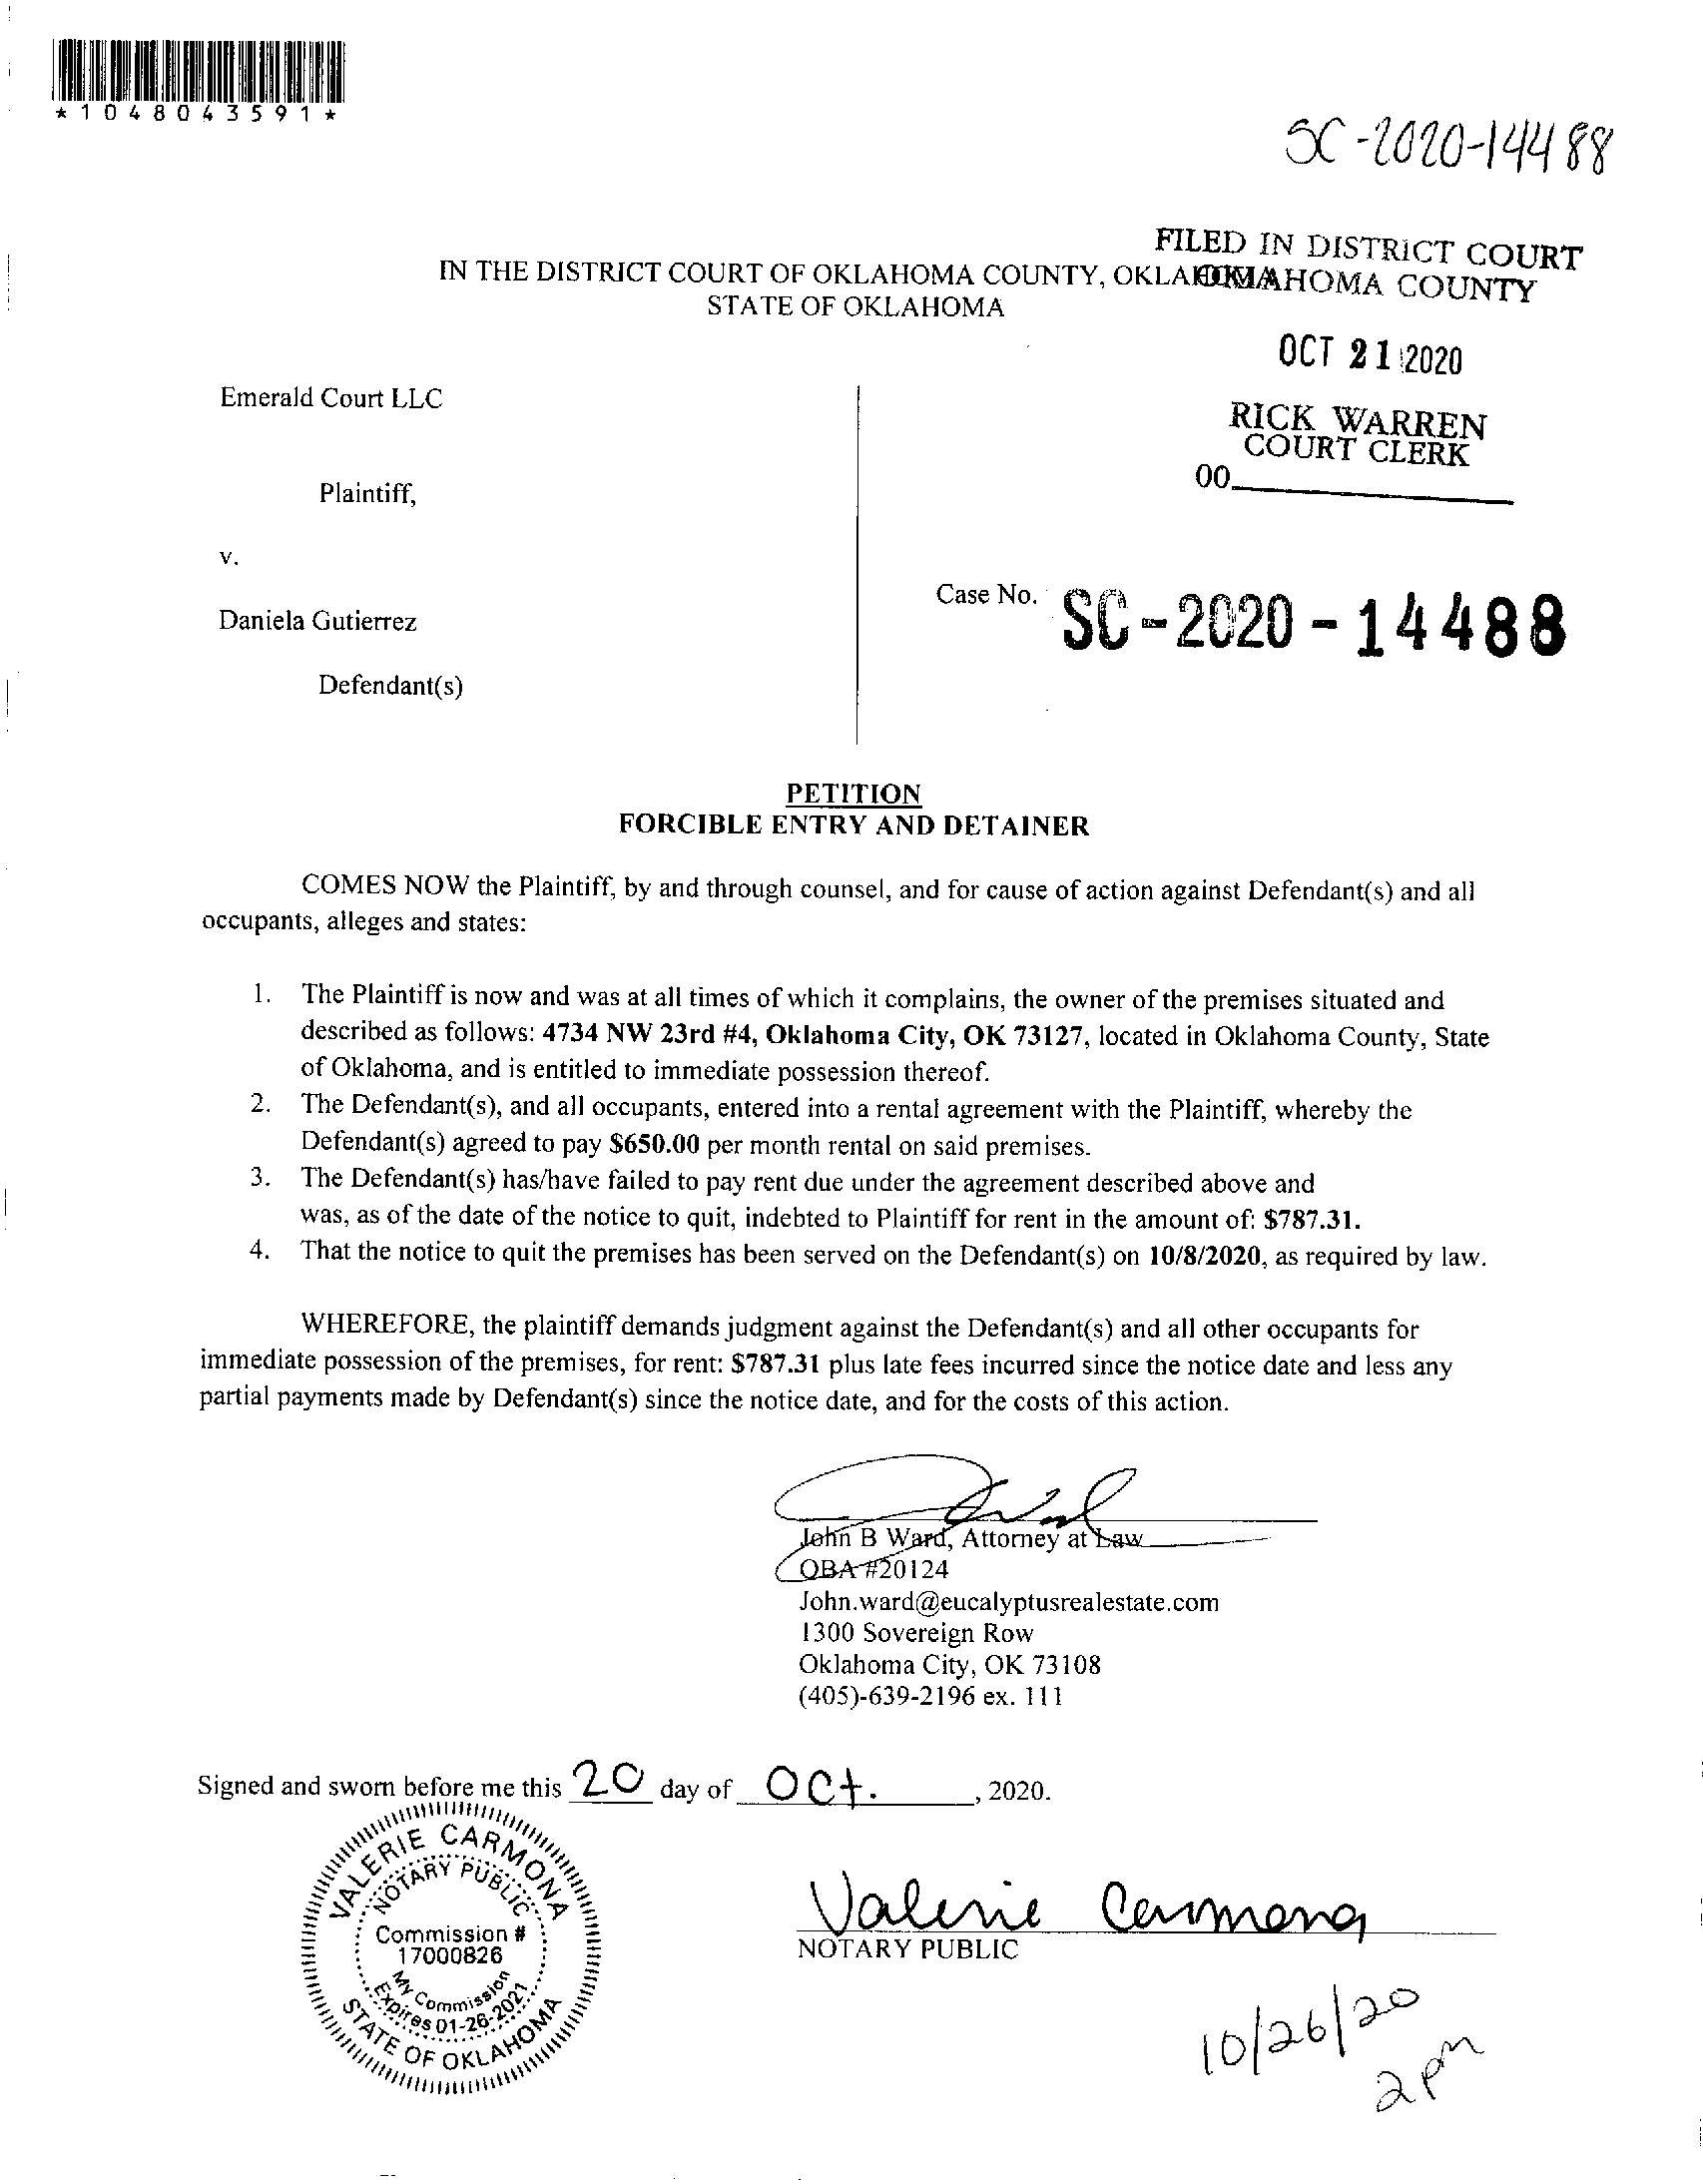 *1048043591*
SC-2020-14488
FILED IN DISTRICT COURT
OKLAHOMA COUNTY
IN THE DISTRICT COURT OF OKLAHOMA COUNTY, OKLAHOMA
STATE OF OKLAHOMA
OCT 21 2020
RICK WARREN
COURT CLERK
00
Emerald Court LLC
Plaintiff,
v.
Daniela Gutierrez
Defendant(s)
Case No. SC-2020-14488
PETITION
FORCIBLE ENTRY AND DETAINER
COMES NOW the Plaintiff, by and through counsel, and for cause of action against Defendant(s) and all
occupants, alleges and states:
1. The Plaintiff is now and was at all times of which it complains, the owner of the premises situated and
described as follows: 4734 NW 23rd #4, Oklahoma City, OK 73127, located in Oklahoma County, State
of Oklahoma, and is entitled to immediate possession thereof.
2. The Defendant(s), and all occupants, entered into a rental agreement with the Plaintiff, whereby the
Defendant(s) agreed to pay $650.00 per month rental on said premises.
3. The Defendant(s) has/have failed to pay rent due under the agreement described above and
was, as of the date of the notice to quit, indebted to Plaintiff for rent in the amount of: $787.31.
4. That the notice to quit the premises has been served on the Defendant(s) on 10/8/2020, as required by law.
WHEREFORE, the plaintiff demands judgment against the Defendant(s) and all other occupants for
immediate possession of the premises, for rent: $787.31 plus late fees incurred since the notice date and less any
partial payments made by Defendant(s) since the notice date, and for the costs of this action.
John B Ward, Attorney at Law
OBA #20124
John.ward@eucalyptusrealestate.com
1300 Sovereign Row
Oklahoma City, OK 73108
(405)-639-2196 ex. 111
Signed and sworn before me this 20 day of Oct. , 2020.
VALERIE CARMONA
NOTARY PUBLIC
Commission #
17000826
My Commission
Expires 01-26-2021
STATE OF OKLAHOMA
Valerie Carmona
NOTARY PUBLIC
10/26/20
2pm